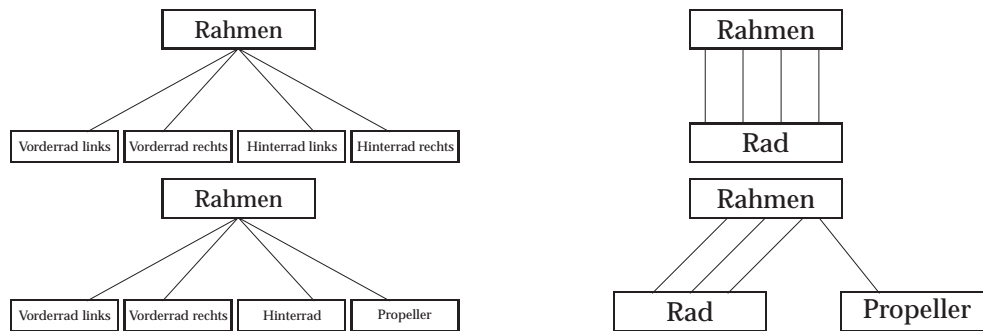 Rahmen
Vorderrad links Vorderrad rechts Hinterrad links Hinterrad rechts
Rahmen
Rad
Rahmen
Vorderrad links Vorderrad rechts Hinterrad Propeller
Rahmen
Rad Propeller